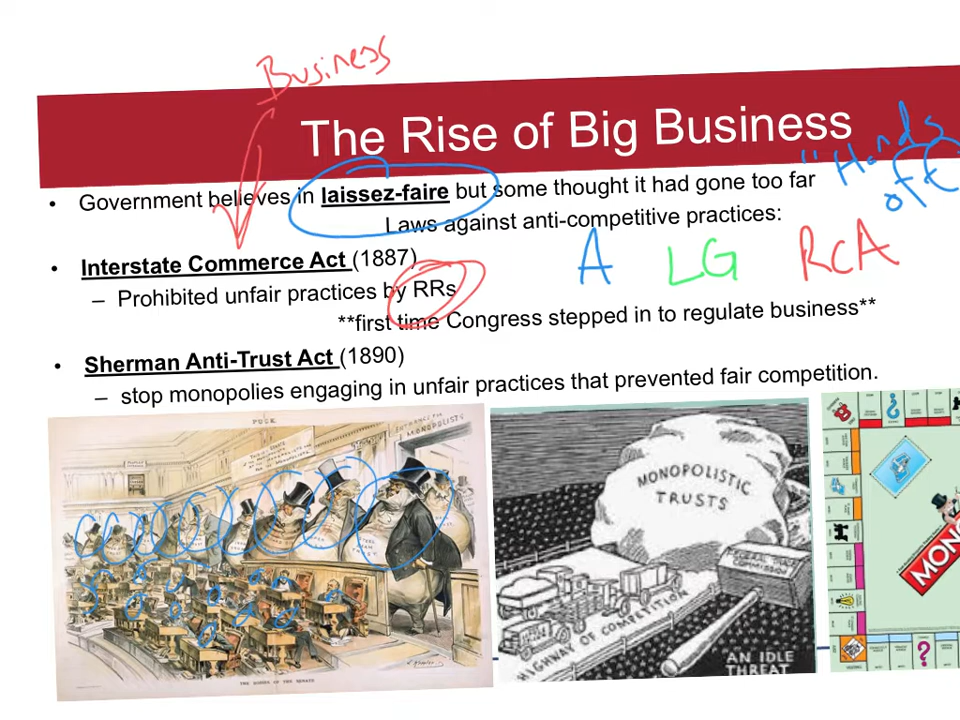 Business
The Rise of Big Business
"Hands
off
• Government believes in laissez-faire but some thought it had gone too far
Laws against anti-competitive practices:
• Interstate Commerce Act (1887)
A LG RCA
– Prohibited unfair practices by RRs
**first time Congress stepped in to regulate business**
• Sherman Anti-Trust Act (1890)
– stop monopolies engaging in unfair practices that prevented fair competition.
PUCK
ENTRANCE FOR
MONOPOLISTS
THE BOSSES OF THE SENATE
MONOPOLISTIC
TRUSTS
COMMISSION
HIGHWAY OF COMPETITION
AN IDLE
THREAT
MONO